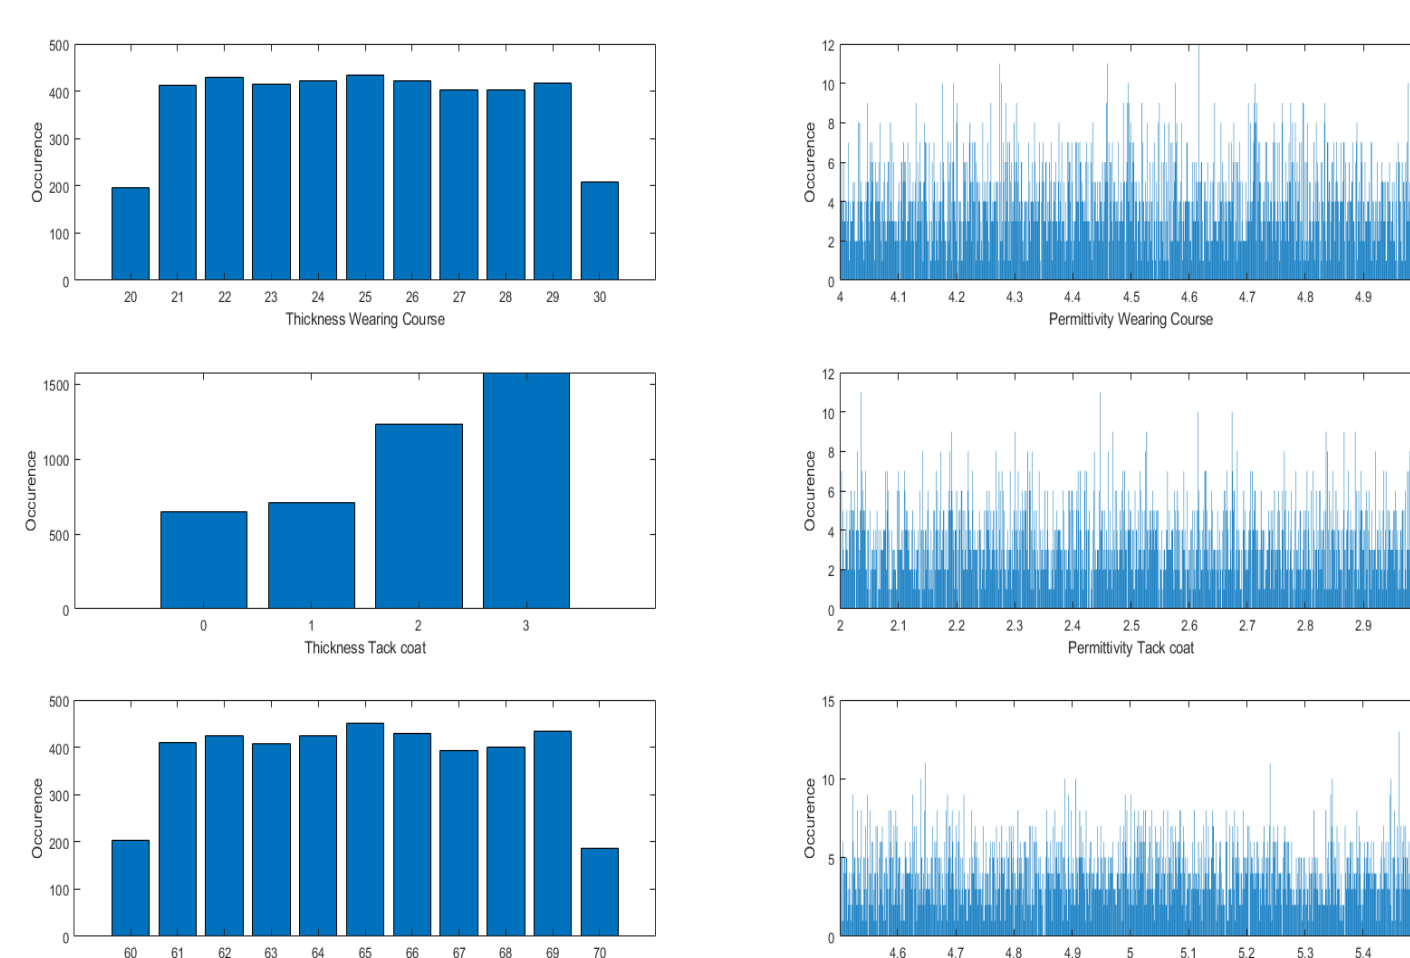 500
400
300
200
100
0
Occurence
20 21 22 23 24 25 26 27 28 29 30
Thickness Wearing Course
12
10
8
6
4
2
0
Occurence
4 4.1 4.2 4.3 4.4 4.5 4.6 4.7 4.8 4.9
Permittivity Wearing Course
1500
1000
500
0
Occurence
0 1 2 3
Thickness Tack coat
12
10
8
6
4
2
0
Occurence
2 2.1 2.2 2.3 2.4 2.5 2.6 2.7 2.8 2.9
Permittivity Tack coat
500
400
300
200
100
0
Occurence
60 61 62 63 64 65 66 67 68 69 70
15
10
5
0
Occurence
4.6 4.7 4.8 4.9 5 5.1 5.2 5.3 5.4